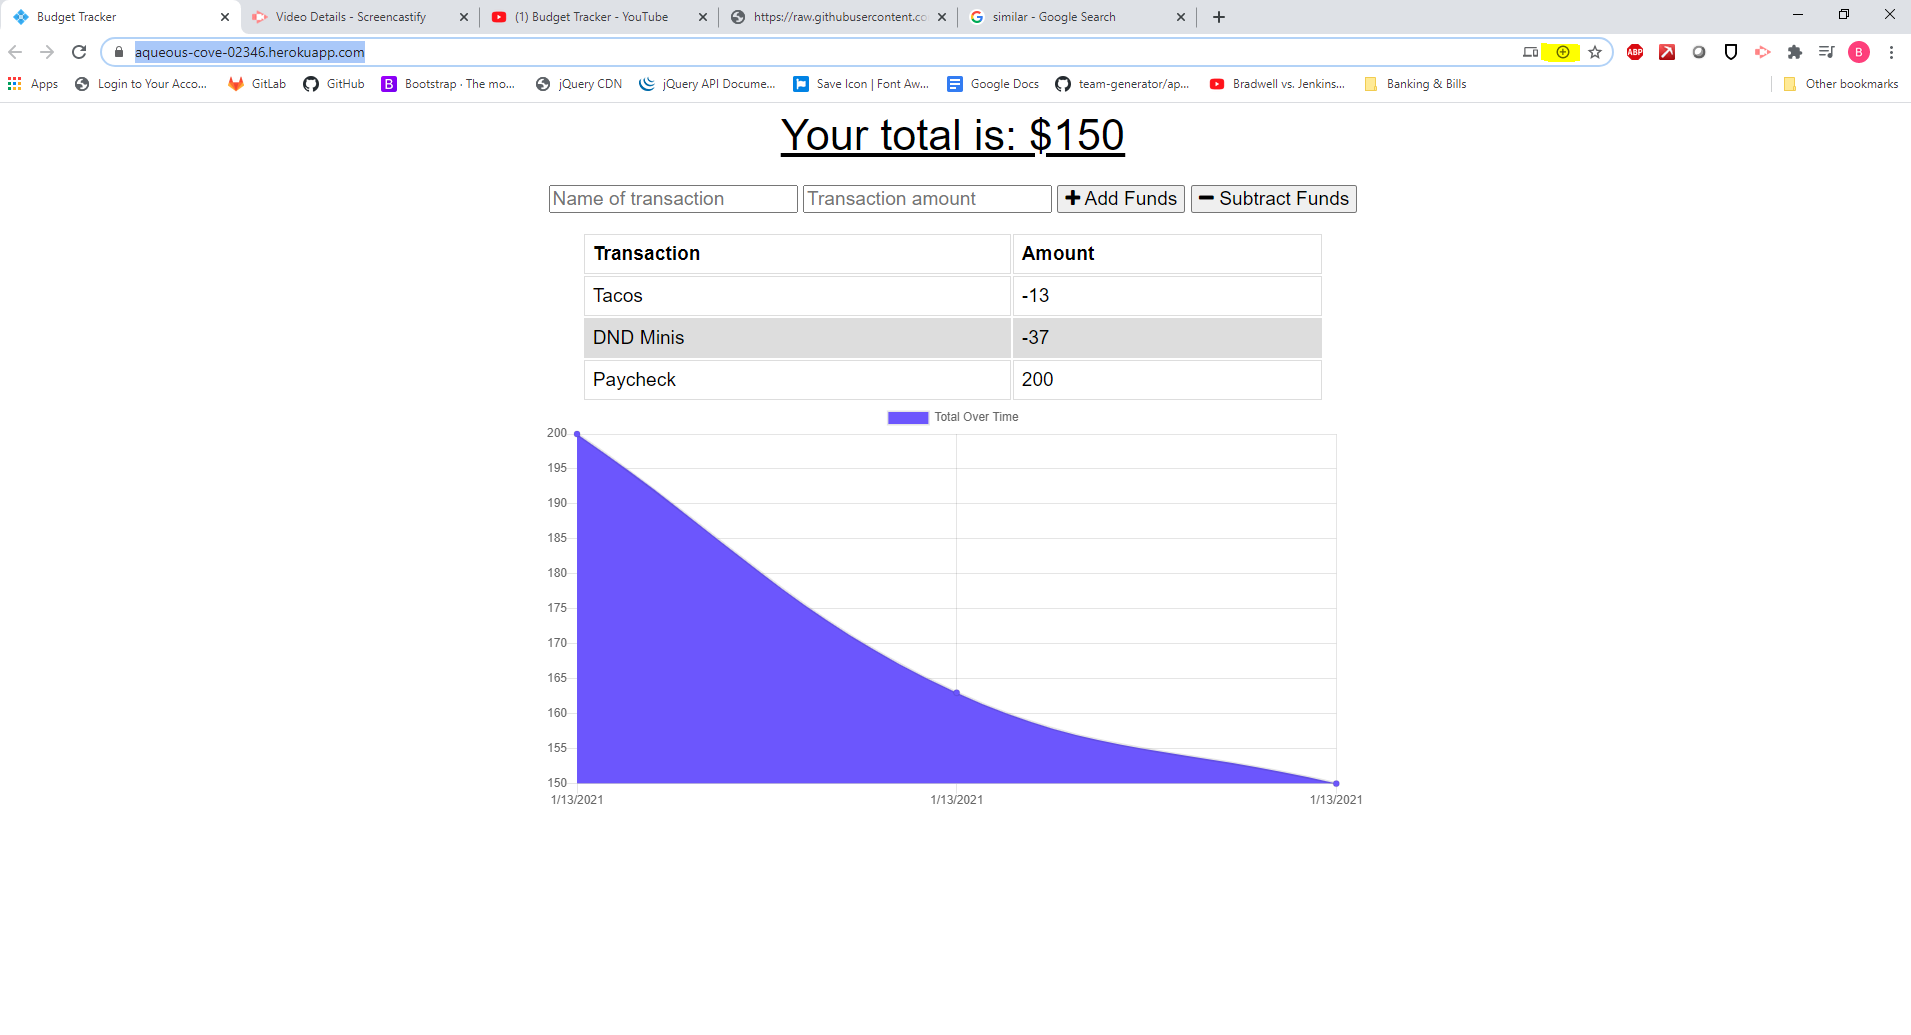 Budget Tracker
Video Details - Screencastify
(1) Budget Tracker - YouTube
https://raw.githubusercontent.co
similar - Google Search
aqueous-cove-02346.herokuapp.com
ABP
B
Apps
Login to Your Acco...
GitLab
GitHub
B
Bootstrap · The mo...
jQuery CDN
jQuery API Docume...
Save Icon | Font Aw...
Google Docs
team-generator/ap...
Bradwell vs. Jenkins...
Banking & Bills
Other bookmarks
Your total is: $150
Name of transaction
Transaction amount
Add Funds
Subtract Funds
Transaction Amount
Tacos -13
DND Minis -37
Paycheck 200
Total Over Time
200
195
190
185
180
175
170
165
160
155
150
1/13/2021 1/13/2021 1/13/2021